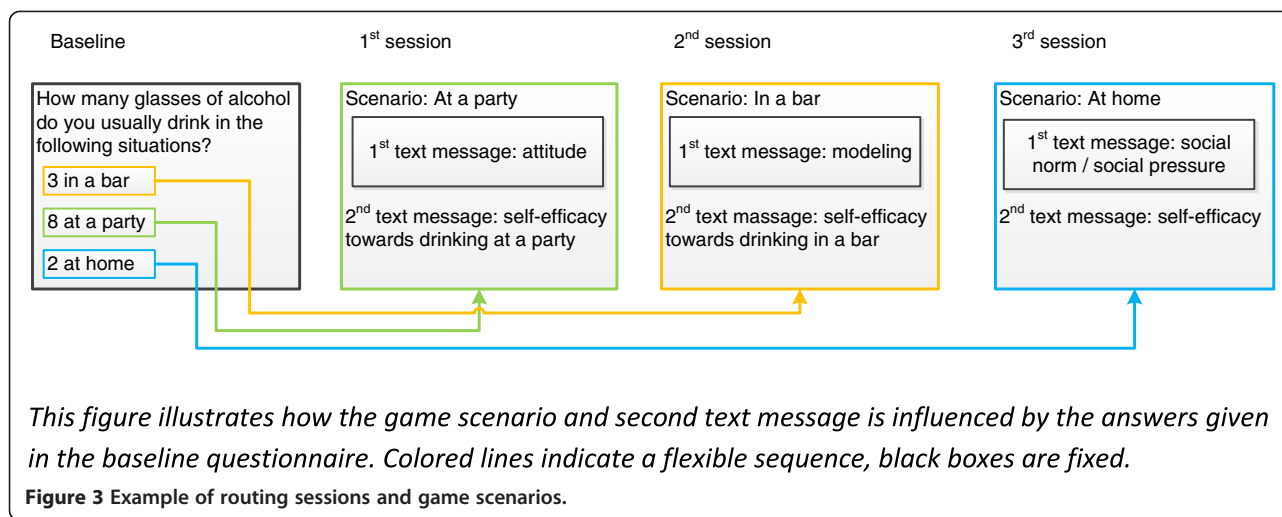 Baseline
1st session
2nd session
3rd session
How many glasses of alcohol
do you usually drink in the
following situations?
3 in a bar
8 at a party
2 at home
Scenario: At a party
1st text message: attitude
2nd text message: self-efficacy
towards drinking at a party
Scenario: In a bar
1st text message: modeling
2nd text massage: self-efficacy
towards drinking in a bar
Scenario: At home
1st text message: social
norm / social pressure
2nd text message: self-efficacy
This figure illustrates how the game scenario and second text message is influenced by the answers given
in the baseline questionnaire. Colored lines indicate a flexible sequence, black boxes are fixed.
Figure 3 Example of routing sessions and game scenarios.